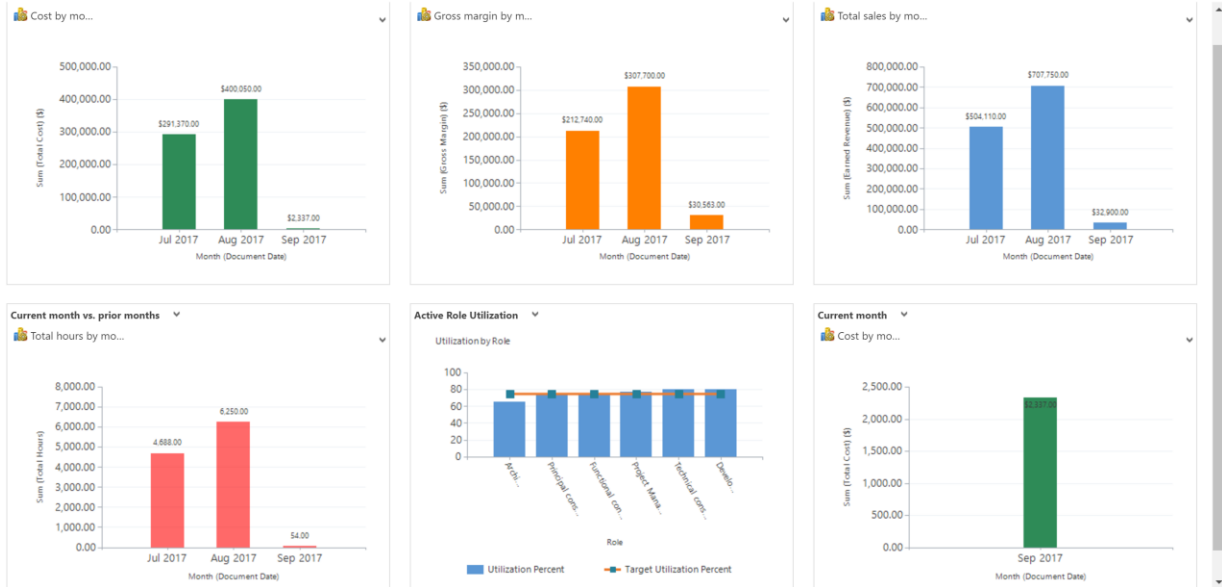 Cost by mo...
500,000.00
400,000.00
300,000.00
200,000.00
100,000.00
0.00
Sum (Total Cost) ($)
$291,370.00
$400,050.00
$2,337.00
Jul 2017 Aug 2017 Sep 2017
Month (Document Date)
Gross margin by m...
350,000.00
300,000.00
250,000.00
200,000.00
150,000.00
100,000.00
50,000.00
0.00
Sum (Gross Margin) ($)
$212,740.00
$307,700.00
$30,563.00
Jul 2017 Aug 2017 Sep 2017
Month (Document Date)
Total sales by mo...
800,000.00
700,000.00
600,000.00
500,000.00
400,000.00
300,000.00
200,000.00
100,000.00
0.00
Sum (Earned Revenue) ($)
$504,110.00
$707,750.00
$32,900.00
Jul 2017 Aug 2017 Sep 2017
Month (Document Date)
Current month vs. prior months
Total hours by mo...
8,000.00
7,000.00
6,000.00
5,000.00
4,000.00
3,000.00
2,000.00
1,000.00
0.00
Sum (Total Hours)
4,688.00
6,250.00
54.00
Jul 2017 Aug 2017 Sep 2017
Month (Document Date)
Active Role Utilization
Utilization by Role
100
80
60
40
20
0
Archi...
Principal cons...
Functional con...
Project Mana...
Technical cons...
Develo...
Role
Utilization Percent Target Utilization Percent
Current month
Cost by mo...
2,500.00
2,000.00
1,500.00
1,000.00
500.00
0.00
Sum (Total Cost) ($)
$2,337.00
Sep 2017
Month (Document Date)